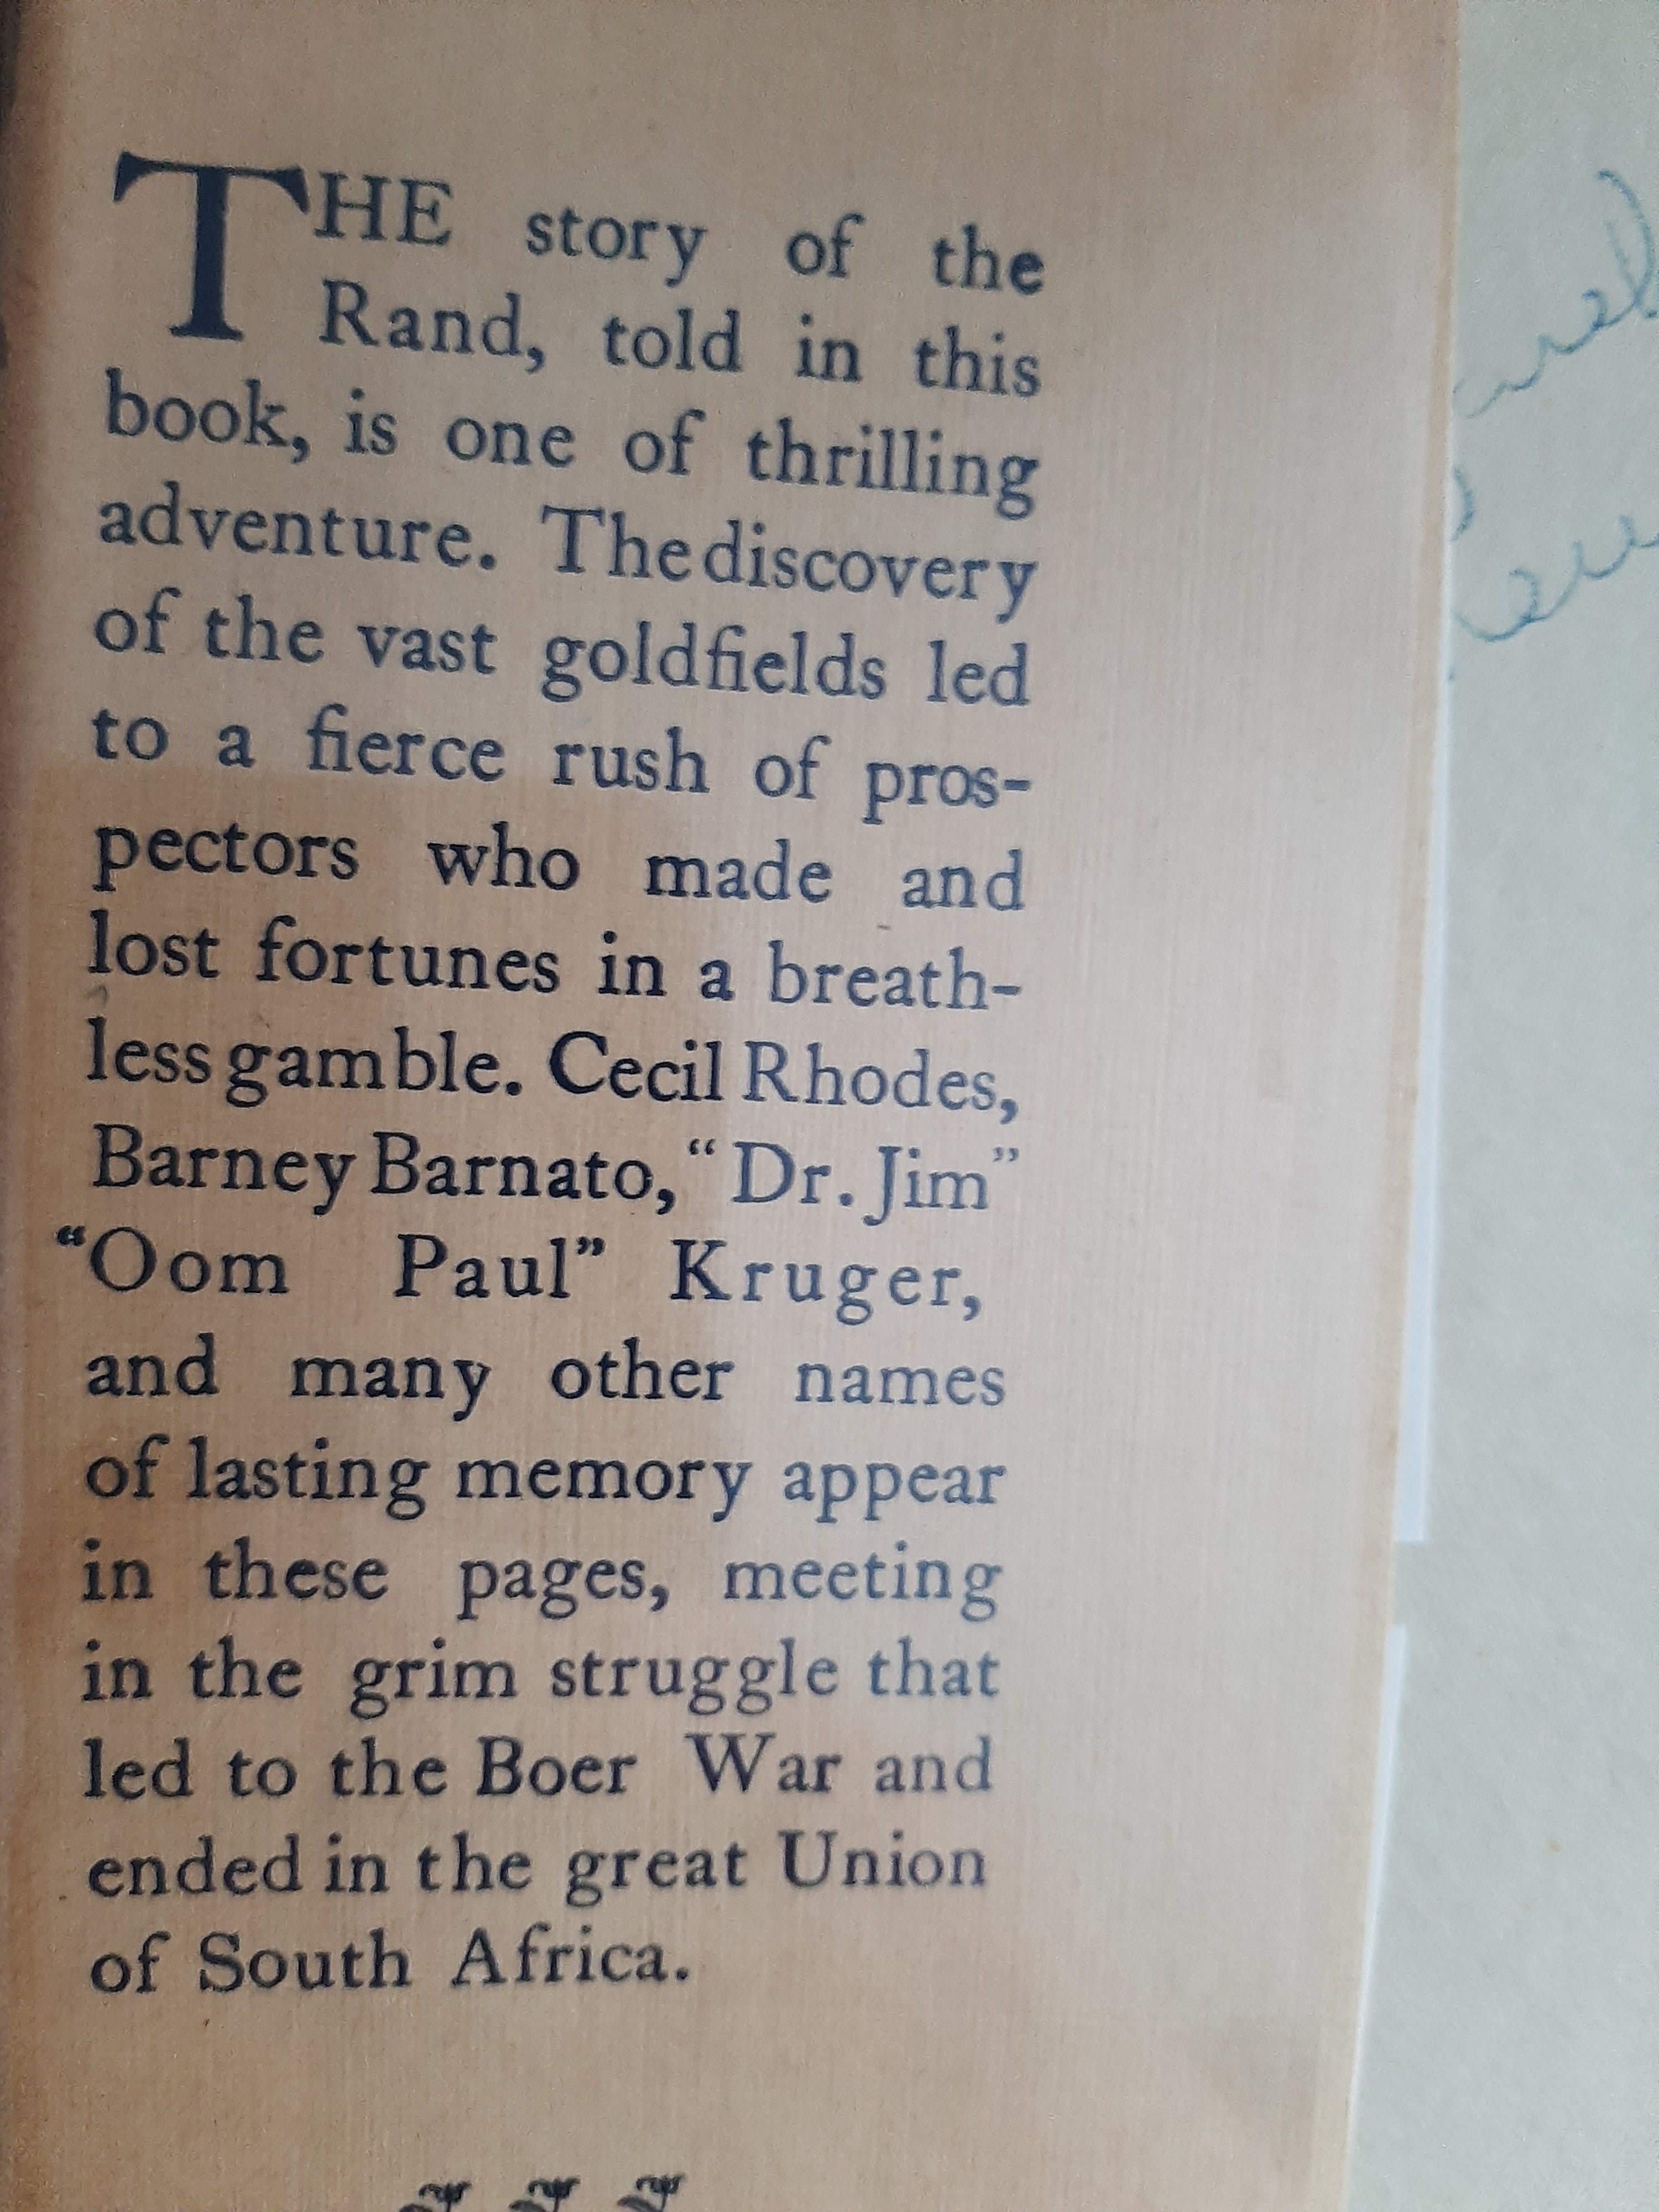 THE story of the
Rand, told in this
book, is one of thrilling
adventure. The discovery
of the vast goldfields led
to a fierce rush of pros-
pectors who made and
lost fortunes in a breath-
less gamble. Cecil Rhodes,
Barney Barnato, “Dr. Jim”
“Oom Paul” Kruger,
and many other names
of lasting memory appear
in these pages, meeting
in the grim struggle that
led to the Boer War and
ended in the great Union
of South Africa.